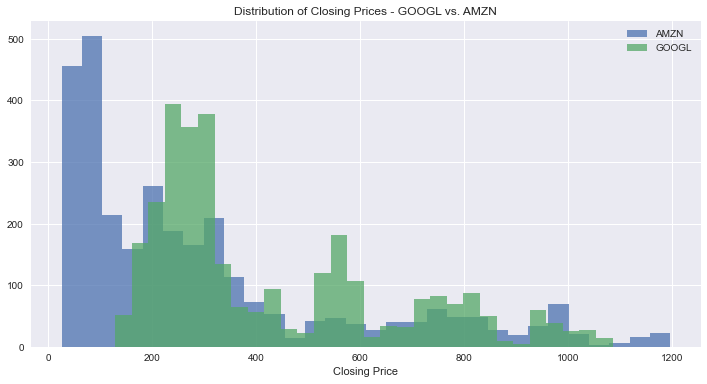 Distribution of Closing Prices - GOOGL vs. AMZN
AMZN
GOOGL
500
400
300
200
100
0
0 200 400 600 800 1000 1200
Closing Price